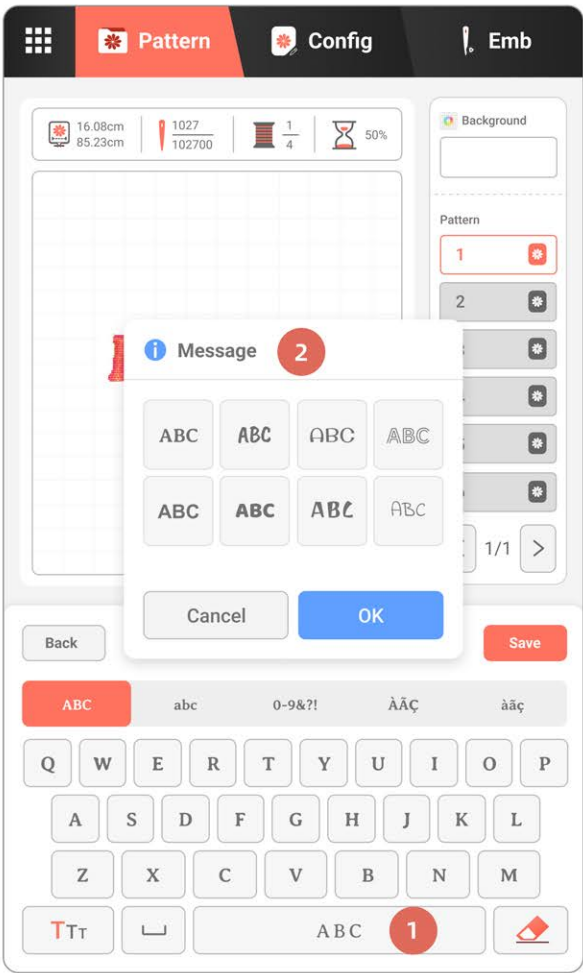 Pattern
Config
Emb
16.08cm
85.23cm
1027
102700
1
4
50%
Background
Pattern
1
2
Message
2
ABC
ABC
ABC
ABC
ABC
ABC
ABC
ABC
1/1
>
Cancel
OK
Back
Save
ABC
abc
0-9&?!
ÀÃÇ
àãç
Q W E R T Y U I O P
A S D F G H J K L
Z X C V B N M
TTT
ABC
1